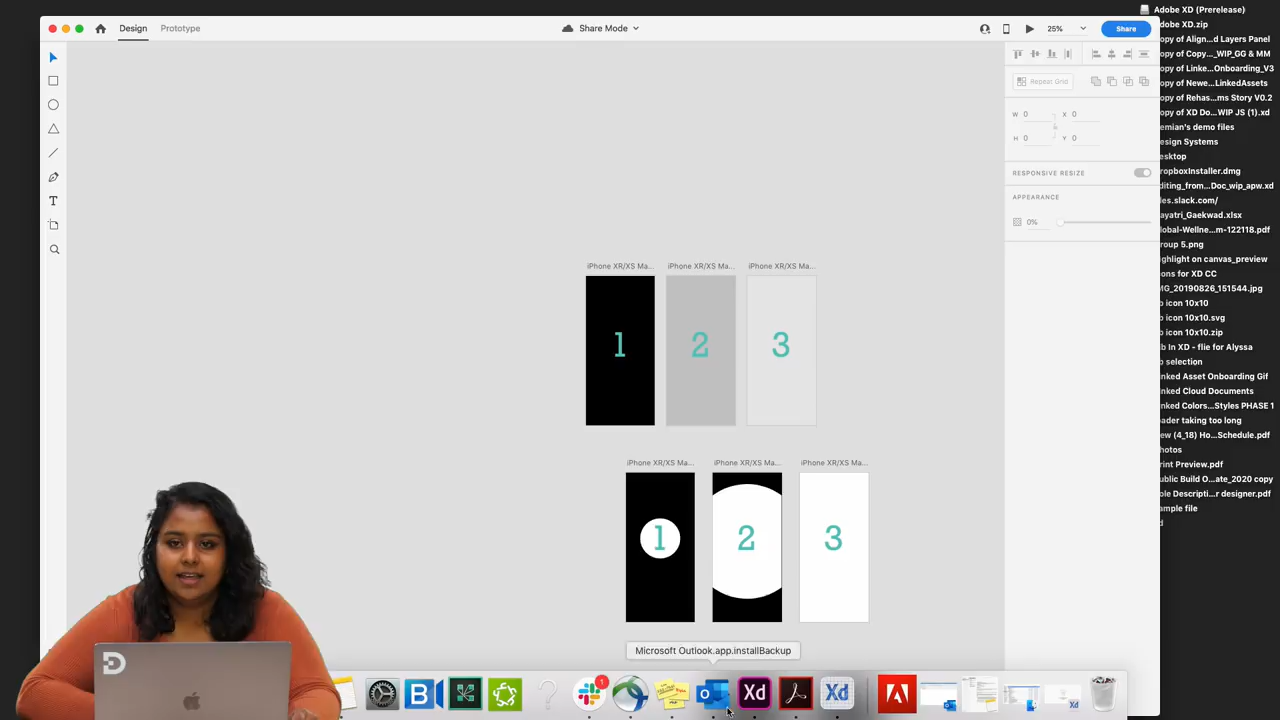 Adobe XD (Prerelease)
Design
Prototype
Share Mode
25%
Share
dobe XD.zip
opy of Align...d Layers Panel
opy of Copy..._WIP_GG & MM
opy of Linke...Onboarding_V3
opy of Newe...LinkedAssets
opy of Rehas...ms Story V0.2
opy of XD Do...WIP JS (1).xd
emian's demo files
esign Systems
esktop
ropboxInstaller.dmg
diting_from...Doc_wip_apw.xd
les.slack.com/
ayatri_Gaekwad.xlsx
lobal-Wellne...m-122118.pdf
roup 5.png
ighlight on canvas_preview
ons for XD CC
MG_20190826_151544.jpg
o icon 10x10
o icon 10x10.svg
o icon 10x10.zip
ab In XD - flie for Alyssa
o selection
nked Asset Onboarding Gif
nked Cloud Documents
nked Colors...Styles PHASE 1
oader taking too long
ew (4_18) Ho...Schedule.pdf
hotos
rint Preview.pdf
ublic Build O...ate_2020 copy
ole Descripti...r designer.pdf
ample file
d
Repeat Grid
W 0
X 0
H 0
Y 0
RESPONSIVE RESIZE
APPEARANCE
0%
T
iPhone XR/XS Ma...
iPhone XR/XS Ma...
iPhone XR/XS Ma...
1
2
3
iPhone XR/XS Ma...
iPhone XR/XS Ma...
iPhone XR/XS Ma...
1
2
3
Microsoft Outlook.app.installBackup
B
1
Xd
Xd